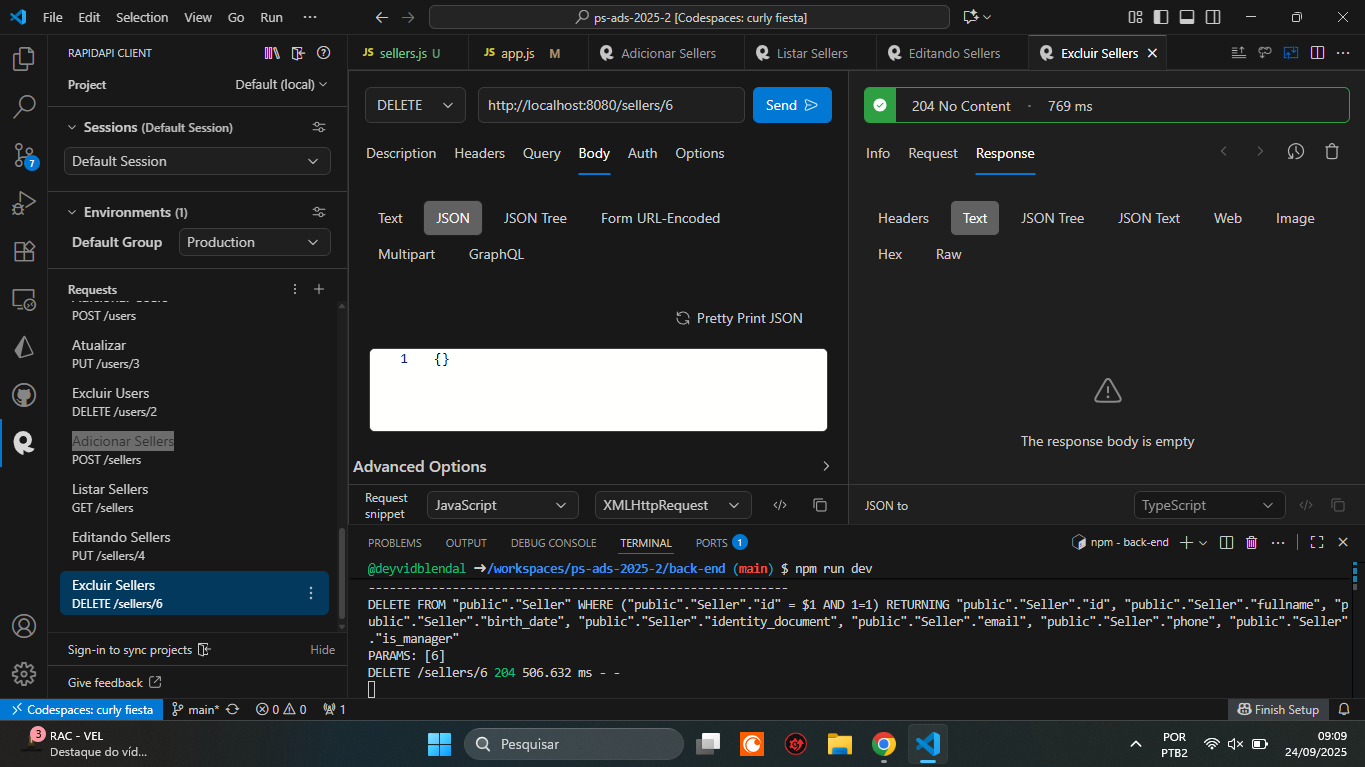 File Edit Selection View Go Run ···
ps-ads-2025-2 [Codespaces: curly fiesta]
RAPIDAPI CLIENT
Project Default (local)
Sessions (Default Session)
Default Session
Environments (1)
Default Group Production
Requests
POST /users
Atualizar
PUT /users/3
Excluir Users
DELETE /users/2
Adicionar Sellers
POST /sellers
Listar Sellers
GET /sellers
Editando Sellers
PUT /sellers/4
Excluir Sellers
DELETE /sellers/6
Sign-in to sync projects Hide
Give feedback
7
JS sellers.js U JS app.js M Adicionar Sellers Listar Sellers Editando Sellers Excluir Sellers
DELETE http://localhost:8080/sellers/6 Send
Description Headers Query Body Auth Options
Text JSON JSON Tree Form URL-Encoded
Multipart GraphQL
Pretty Print JSON
1 {}
Advanced Options
Request snippet JavaScript XMLHttpRequest
204 No Content · 769 ms
Info Request Response
Headers Text JSON Tree JSON Text Web Image
Hex Raw
The response body is empty
JSON to TypeScript
PROBLEMS OUTPUT DEBUG CONSOLE TERMINAL PORTS 1 npm - back-end
@deyvidblendal ➜/workspaces/ps-ads-2025-2/back-end (main) $ npm run dev
------------------------------------------------------------
DELETE FROM "public"."Seller" WHERE ("public"."Seller"."id" = $1 AND 1=1) RETURNING "public"."Seller"."id", "public"."Seller"."fullname", "p
ublic"."Seller"."birth_date", "public"."Seller"."identity_document", "public"."Seller"."email", "public"."Seller"."phone", "public"."Seller"
."is_manager"
PARAMS: [6]
DELETE /sellers/6 204 506.632 ms - -
Codespaces: curly fiesta main* 0 0 1 Finish Setup
3 RAC - VEL
Destaque do víd...
Pesquisar
POR
PTB2
09:09
24/09/2025